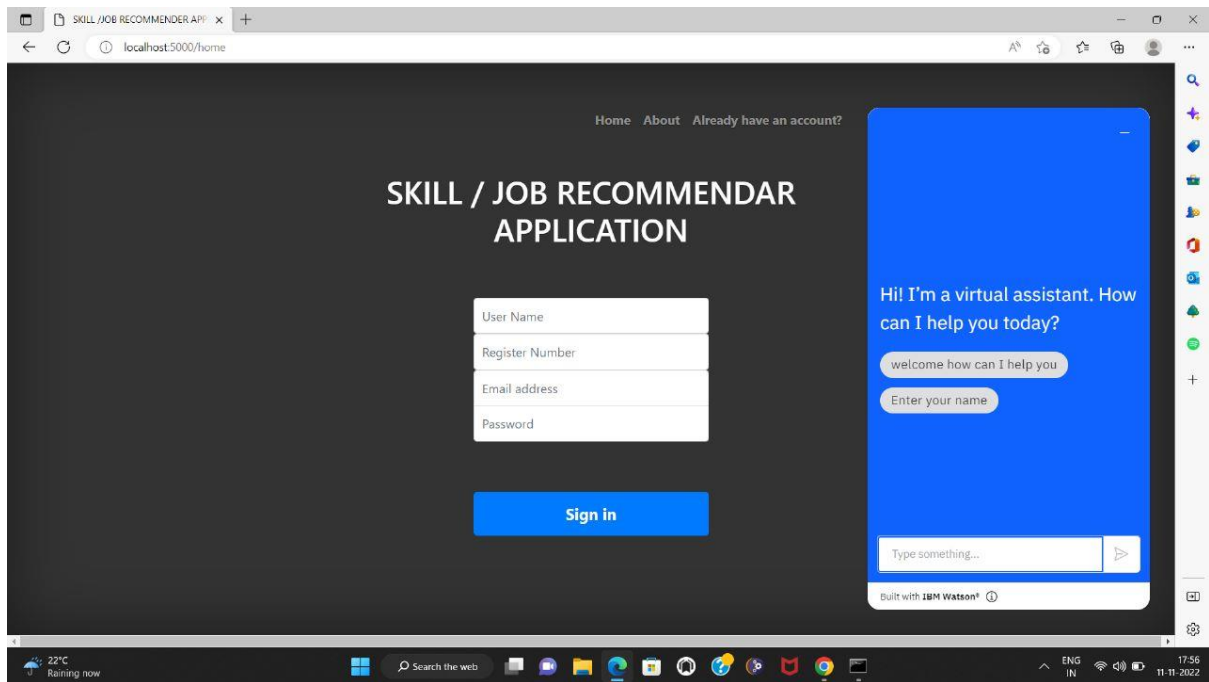 SKILL /JOB RECOMMENDER APP
localhost:5000/home
Home About Already have an account?
SKILL / JOB RECOMMENDAR
APPLICATION
User Name
Register Number
Email address
Password
Sign in
Hi! I'm a virtual assistant. How
can I help you today?
welcome how can I help you
Enter your name
Type something...
Built with IBM Watson®
22°C
Raining now
Search the web
ENG
IN
17:56
11-11-2022